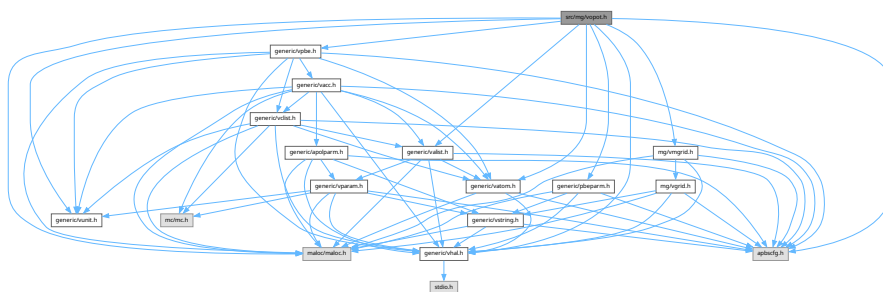 src/mg/vopot.h
generic/vpbe.h
generic/vacc.h
generic/vclist.h
generic/apolparm.h
generic/valist.h
mg/vmgrid.h
generic/vparam.h
generic/vatom.h
generic/pbeparm.h
mg/vgrid.h
generic/vunit.h
mc/mc.h
generic/vstring.h
maloc/maloc.h
generic/vhal.h
apbscfg.h
stdio.h